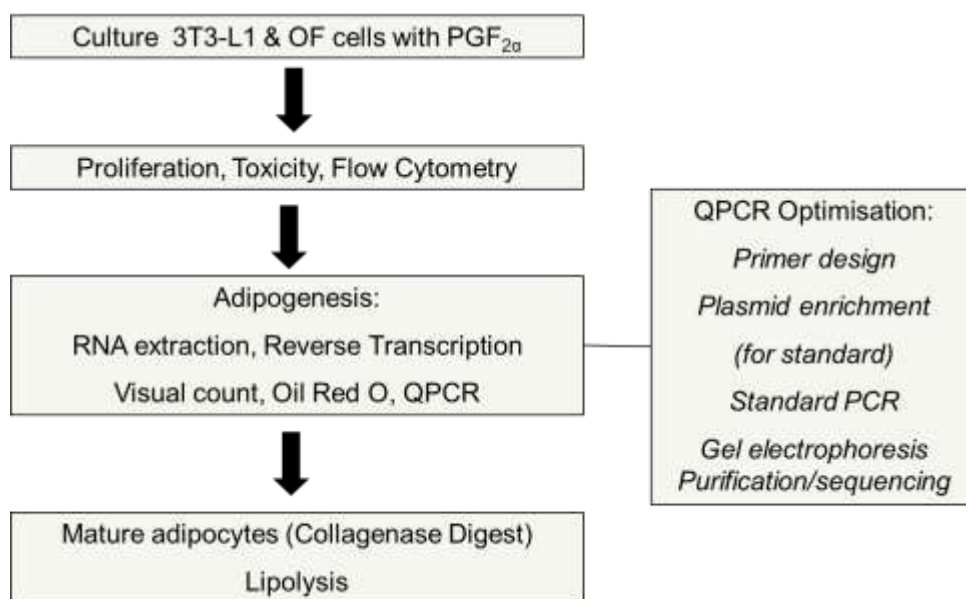 Culture 3T3-L1 & OF cells with PGF2α
Proliferation, Toxicity, Flow Cytometry
Adipogenesis:
RNA extraction, Reverse Transcription
Visual count, Oil Red O, QPCR
QPCR Optimisation:
Primer design
Plasmid enrichment
(for standard)
Standard PCR
Gel electrophoresis
Purification/sequencing
Mature adipocytes (Collagenase Digest)
Lipolysis